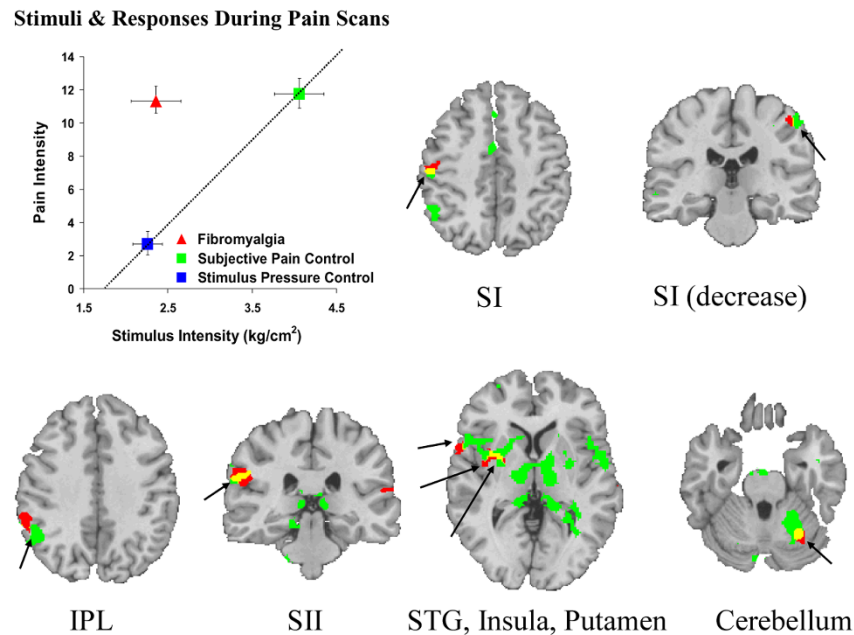 Stimuli & Responses During Pain Scans
14
12
10
8
6
4
2
0
Pain Intensity
Fibromyalgia
Subjective Pain Control
Stimulus Pressure Control
1.5 2.5 3.5 4.5
Stimulus Intensity (kg/cm²)
SI
SI (decrease)
IPL
SII
STG, Insula, Putamen
Cerebellum